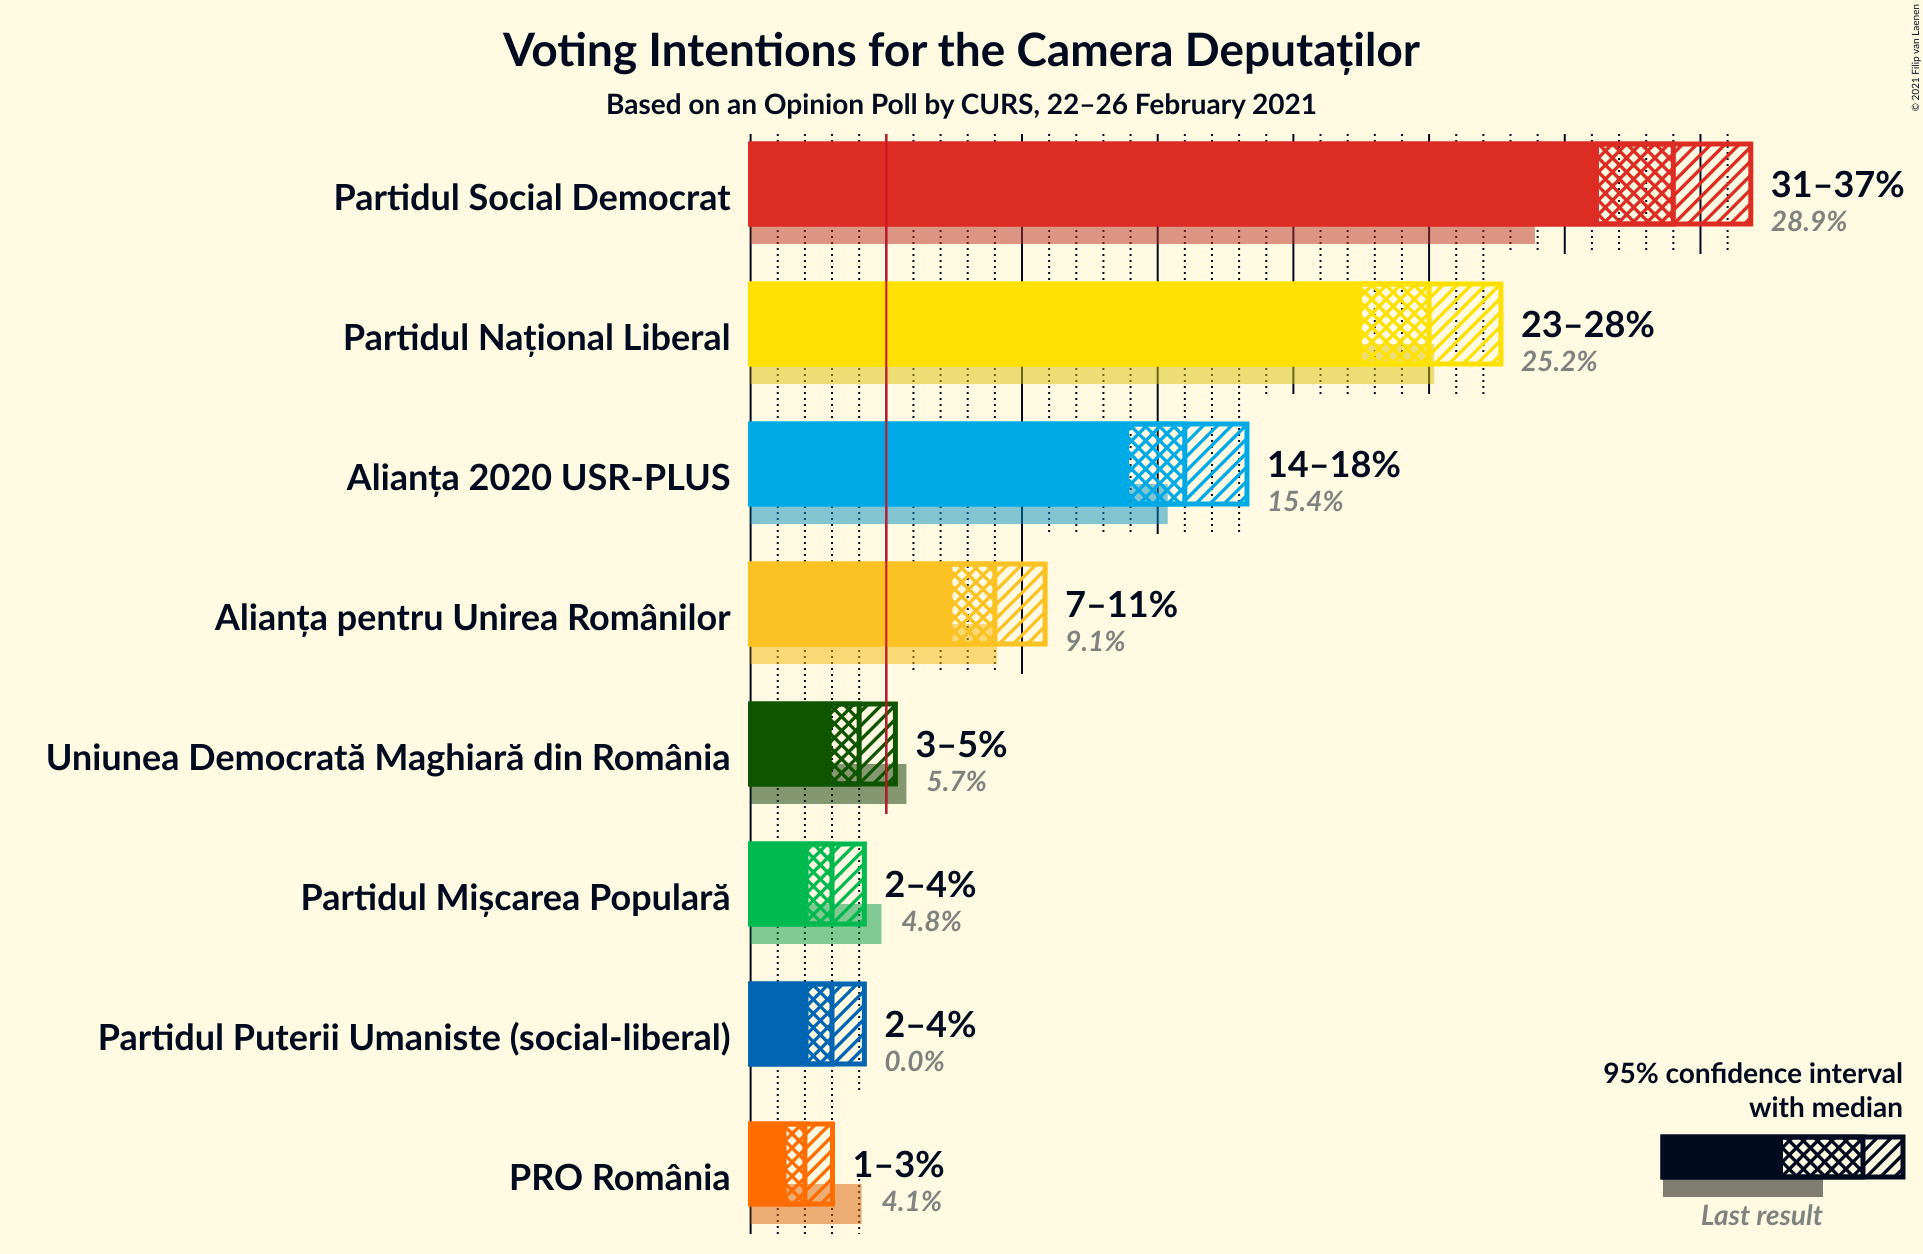 Voting Intentions for the Camera Deputaților
Based on an Opinion Poll by CURS, 22–26 February 2021
© 2021 Filip van Laenen
Partidul Social Democrat
31–37%
28.9%
Partidul Național Liberal
23–28%
25.2%
Alianța 2020 USR-PLUS
14–18%
15.4%
Alianța pentru Unirea Românilor
7–11%
9.1%
Uniunea Democrată Maghiară din România
3–5%
5.7%
Partidul Mișcarea Populară
2–4%
4.8%
Partidul Puterii Umaniste (social-liberal)
2–4%
0.0%
PRO România
1–3%
4.1%
95% confidence interval
with median
Last result